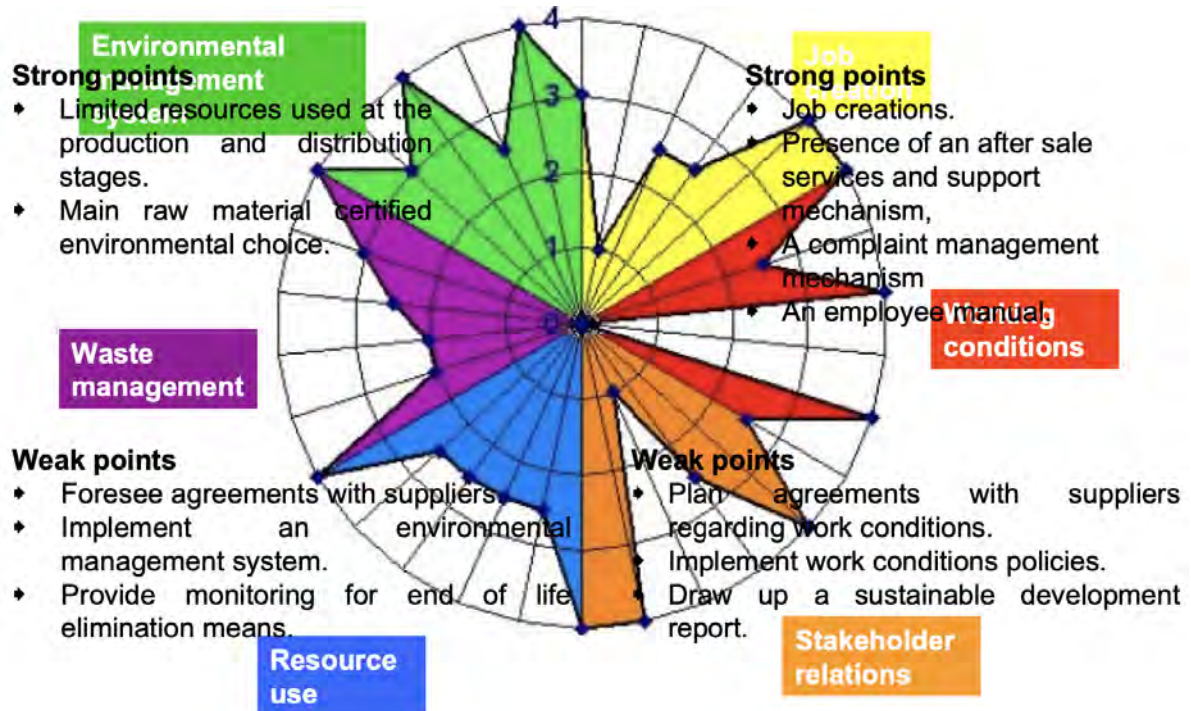 Environmental
management
system
Strong points
Limited resources used at the
production and distribution
stages.
Main raw material certified
environmental choice.
4
3
2
1
0
Job
creation
Strong points
Job creations.
Presence of an after sale
services and support
mechanism,
A complaint management
mechanism
An employee manual.
Working
conditions
Waste
management
Weak points
Foresee agreements with suppliers.
Implement an environmental
management system.
Provide monitoring for end of life
elimination means.
Resource
use
Weak points
Plan agreements with suppliers
regarding work conditions.
Implement work conditions policies.
Draw up a sustainable development
report.
Stakeholder
relations